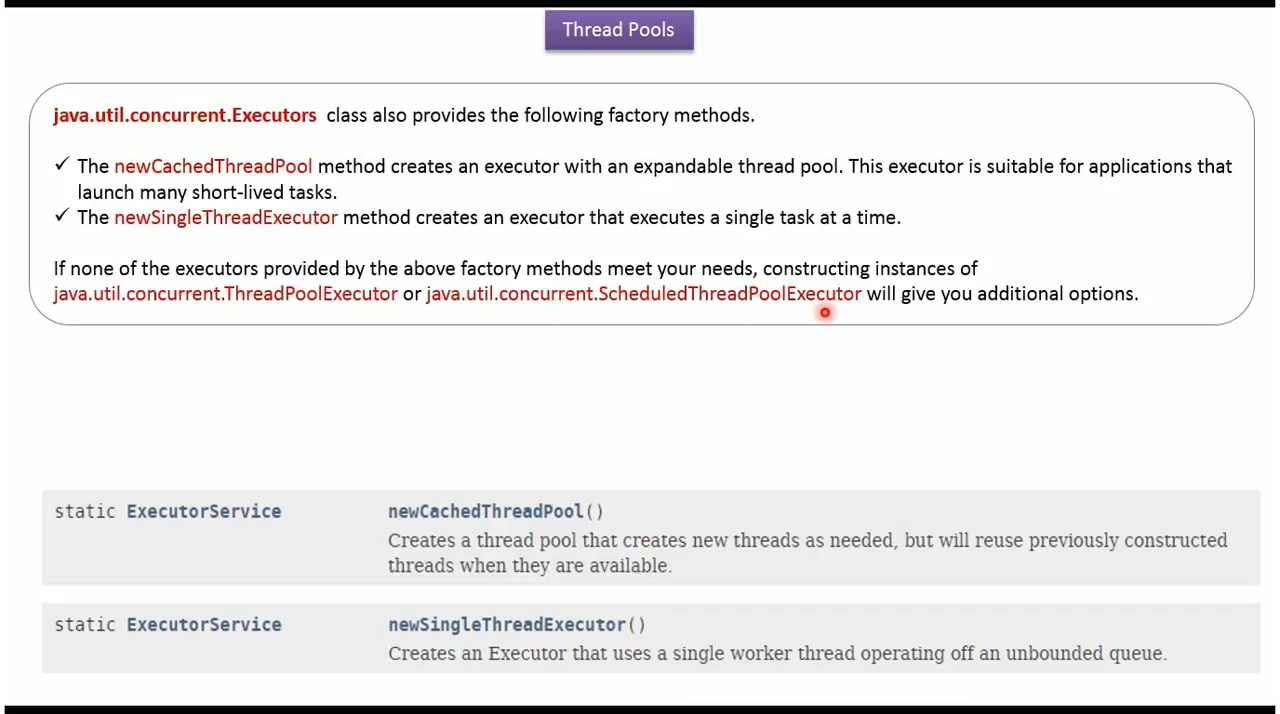 Thread Pools
java.util.concurrent.Executors class also provides the following factory methods.
✓ The newCachedThreadPool method creates an executor with an expandable thread pool. This executor is suitable for applications that
launch many short-lived tasks.
✓ The newSingleThreadExecutor method creates an executor that executes a single task at a time.
If none of the executors provided by the above factory methods meet your needs, constructing instances of
java.util.concurrent.ThreadPoolExecutor or java.util.concurrent.ScheduledThreadPoolExecutor will give you additional options.
static ExecutorService newCachedThreadPool()
Creates a thread pool that creates new threads as needed, but will reuse previously constructed
threads when they are available.
static ExecutorService newSingleThreadExecutor()
Creates an Executor that uses a single worker thread operating off an unbounded queue.